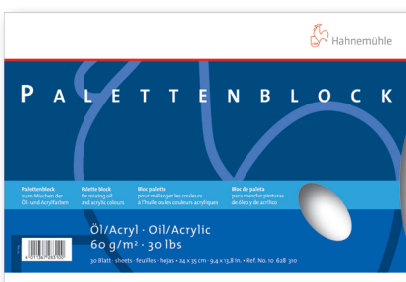 Hahnemühle
PALETTENBLOCK
Palettenblock
zum Mischen der
Öl- und Acrylfarben
Palette block
for mixing oil
and acrylic colours
Bloc palette
pour mélanger les couleurs
à l'huile ou les couleurs acryliques
Bloc de paleta
para mezclar pinturas
de óleo y de acrílico
Öl/Acryl · Oil/Acrylic
60 g/m² · 30 lbs
30 Blatt · sheets · feuilles · hojas • 24 x 35 cm · 9,4 x 13,8 in. • Ref. No. 10 628 310